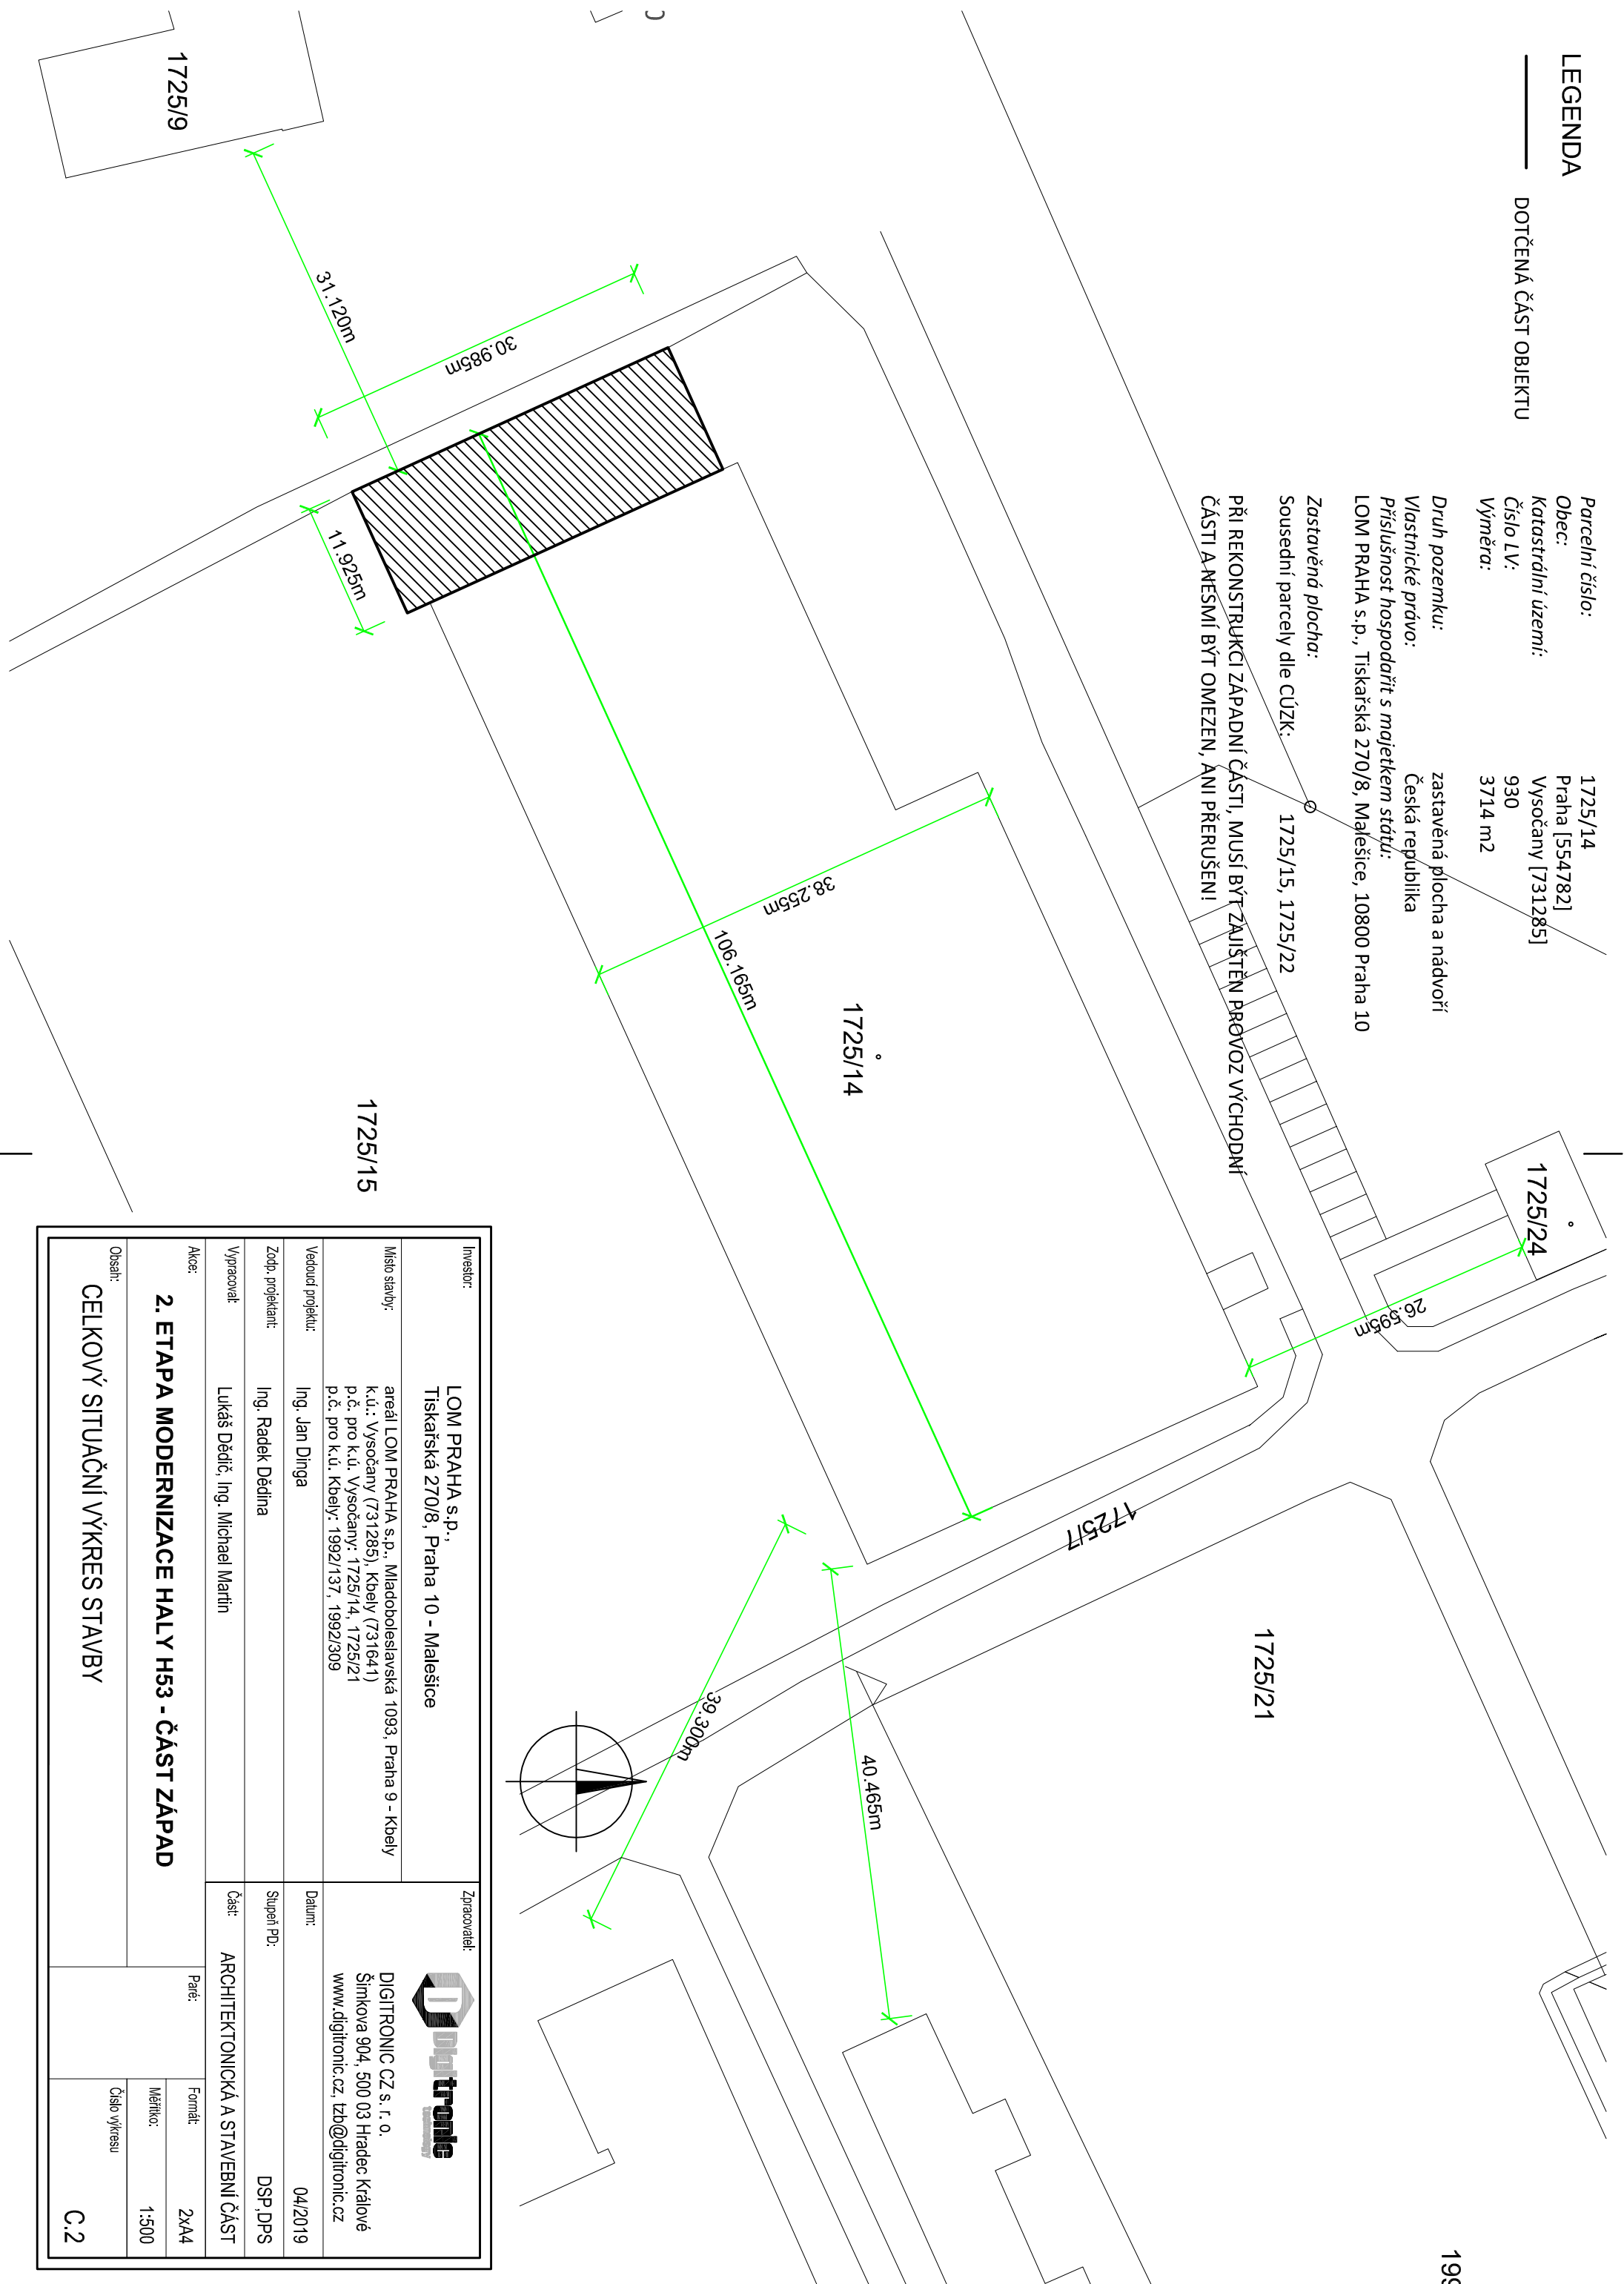 LEGENDA
DOTČENÁ ČÁST OBJEKTU
Parcelní číslo: 1725/14
Obec: Praha [554782]
Katastrální území: Vysočany [731285]
Číslo LV: 930
Výměra: 3714 m2
Druh pozemku: zastavěná plocha a nádvoří
Vlastnické právo: Česká republika
Příslušnost hospodařit s majetkem státu:
LOM PRAHA s.p., Tiskařská 270/8, Malešice, 10800 Praha 10
Zastavěná plocha:
Sousední parcely dle CÚZK: 1725/15, 1725/22
PŘI REKONSTRUKCI ZÁPADNÍ ČÁSTI, MUSÍ BÝT ZAJIŠTĚN PROVOZ VÝCHODNÍ
ČÁSTI A NESMÍ BÝT OMEZEN, ANI PŘERUŠEN!
1725/9
31.120m
30.985m
11.925m
38.255m
106.165m
1725/14
1725/15
1725/24
26.595m
1725/7
1725/21
39.300m
40.465m
199
Investor:
LOM PRAHA s.p.,
Tiskařská 270/8, Praha 10 - Malešice
Místo stavby:
areál LOM PRAHA s.p., Mladoboleslavská 1093, Praha 9 - Kbely
k.ú.: Vysočany (731285), Kbely (731641)
p.č. pro k.ú. Vysočany: 1725/14, 1725/21
p.č. pro k.ú. Kbely: 1992/137, 1992/309
Vedoucí projektu: Ing. Jan Dinga
Zodp. projektant: Ing. Radek Dědina
Vypracoval: Lukáš Dědič, Ing. Michael Martin
Akce:
2. ETAPA MODERNIZACE HALY H53 - ČÁST ZÁPAD
Obsah:
CELKOVÝ SITUAČNÍ VÝKRES STAVBY
Zpracovatel:
D Digitronic
technology
DIGITRONIC CZ s. r. o.
Šimkova 904, 500 03 Hradec Králové
www.digitronic.cz, tzb@digitronic.cz
Datum: 04/2019
Stupeň PD: DSP,DPS
Část: ARCHITEKTONICKÁ A STAVEBNÍ ČÁST
Paré:
Formát: 2xA4
Měřítko: 1:500
Číslo výkresu
C.2